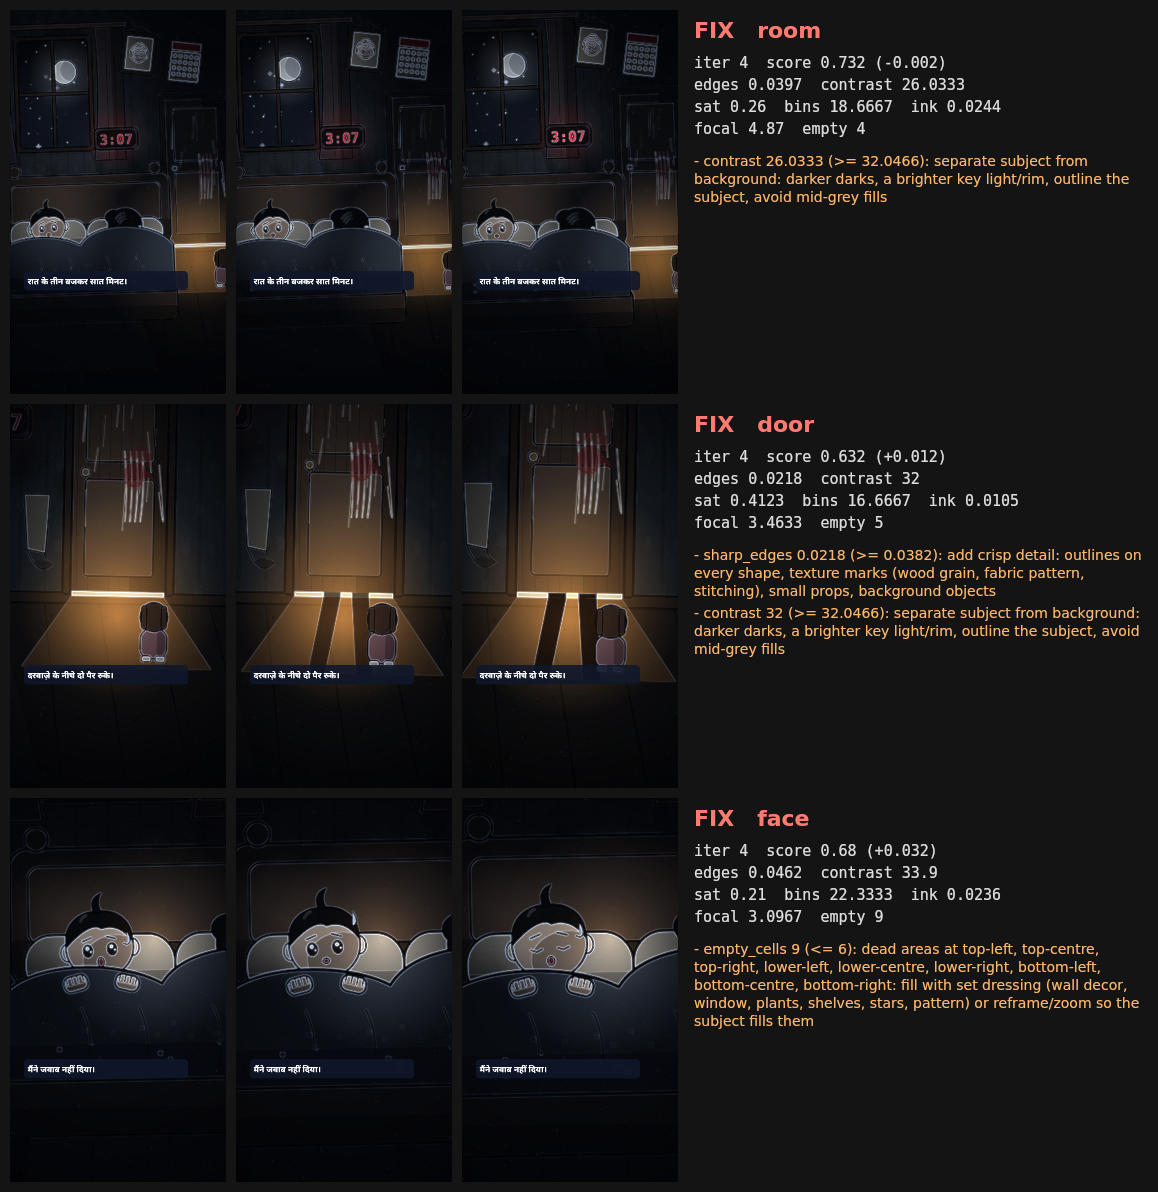 3:07
रात के तीन बजकर सात मिनट।
3:07
रात के तीन बजकर सात मिनट।
3:07
रात के तीन बजकर सात मिनट।
FIX room
iter 4 score 0.732 (-0.002)
edges 0.0397 contrast 26.0333
sat 0.26 bins 18.6667 ink 0.0244
focal 4.87 empty 4
- contrast 26.0333 (>= 32.0466): separate subject from
background: darker darks, a brighter key light/rim, outline the
subject, avoid mid-grey fills
7
दरवाज़े के नीचे दो पैर रुके।
दरवाज़े के नीचे दो पैर रुके।
दरवाज़े के नीचे दो पैर रुके।
FIX door
iter 4 score 0.632 (+0.012)
edges 0.0218 contrast 32
sat 0.4123 bins 16.6667 ink 0.0105
focal 3.4633 empty 5
- sharp_edges 0.0218 (>= 0.0382): add crisp detail: outlines on
every shape, texture marks (wood grain, fabric pattern,
stitching), small props, background objects
- contrast 32 (>= 32.0466): separate subject from background:
darker darks, a brighter key light/rim, outline the subject, avoid
mid-grey fills
मैंने जवाब नहीं दिया।
मैंने जवाब नहीं दिया।
मैंने जवाब नहीं दिया।
FIX face
iter 4 score 0.68 (+0.032)
edges 0.0462 contrast 33.9
sat 0.21 bins 22.3333 ink 0.0236
focal 3.0967 empty 9
- empty_cells 9 (<= 6): dead areas at top-left, top-centre,
top-right, lower-left, lower-centre, lower-right, bottom-left,
bottom-centre, bottom-right: fill with set dressing (wall decor,
window, plants, shelves, stars, pattern) or reframe/zoom so the
subject fills them